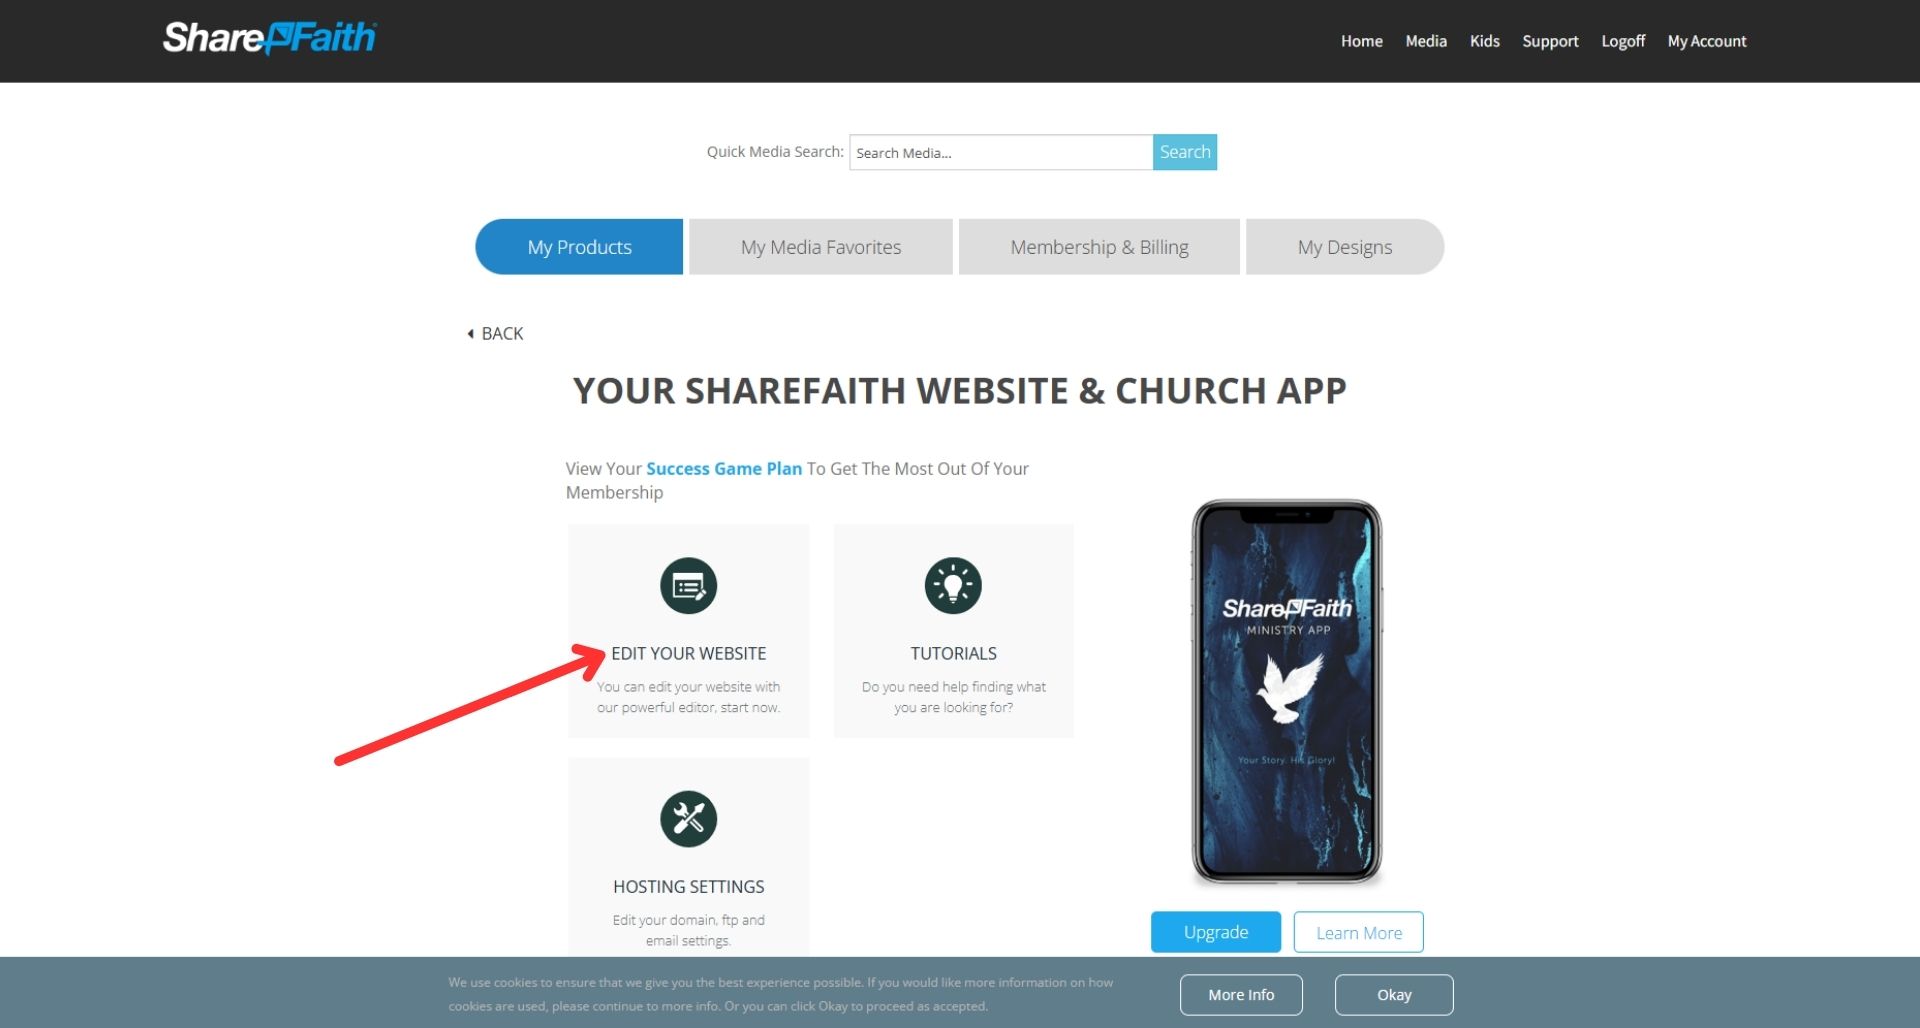 ShareFaith
Home Media Kids Support Logoff My Account
Quick Media Search: Search Media... Search
My Products My Media Favorites Membership & Billing My Designs
BACK
YOUR SHAREFAITH WEBSITE & CHURCH APP
View Your Success Game Plan To Get The Most Out Of Your
Membership
EDIT YOUR WEBSITE
You can edit your website with
our powerful editor, start now.
TUTORIALS
Do you need help finding what
you are looking for?
HOSTING SETTINGS
Edit your domain, ftp and
email settings.
ShareFaith
MINISTRY APP
Your Story. His Glory!
Upgrade Learn More
We use cookies to ensure that we give you the best experience possible. If you would like more information on how
cookies are used, please continue to more info. Or you can click Okay to proceed as accepted.
More Info Okay